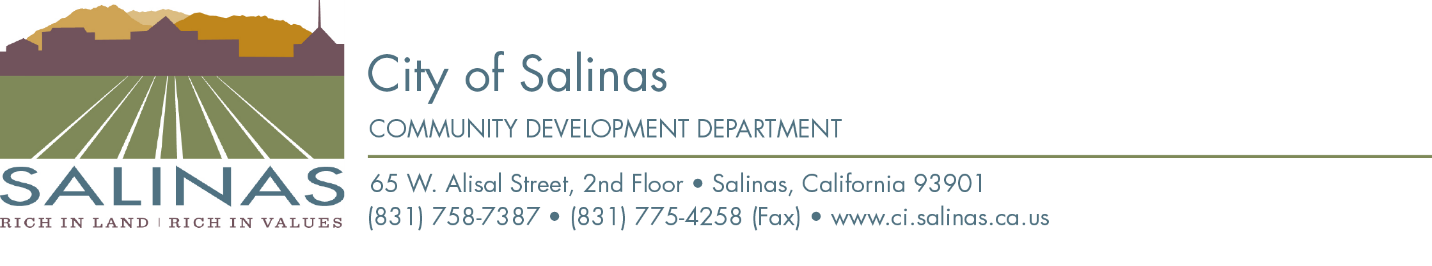 SALINAS
RICH IN LAND | RICH IN VALUES
City of Salinas
COMMUNITY DEVELOPMENT DEPARTMENT
65 W. Alisal Street, 2nd Floor • Salinas, California 93901
(831) 758-7387 • (831) 775-4258 (Fax) • www.ci.salinas.ca.us